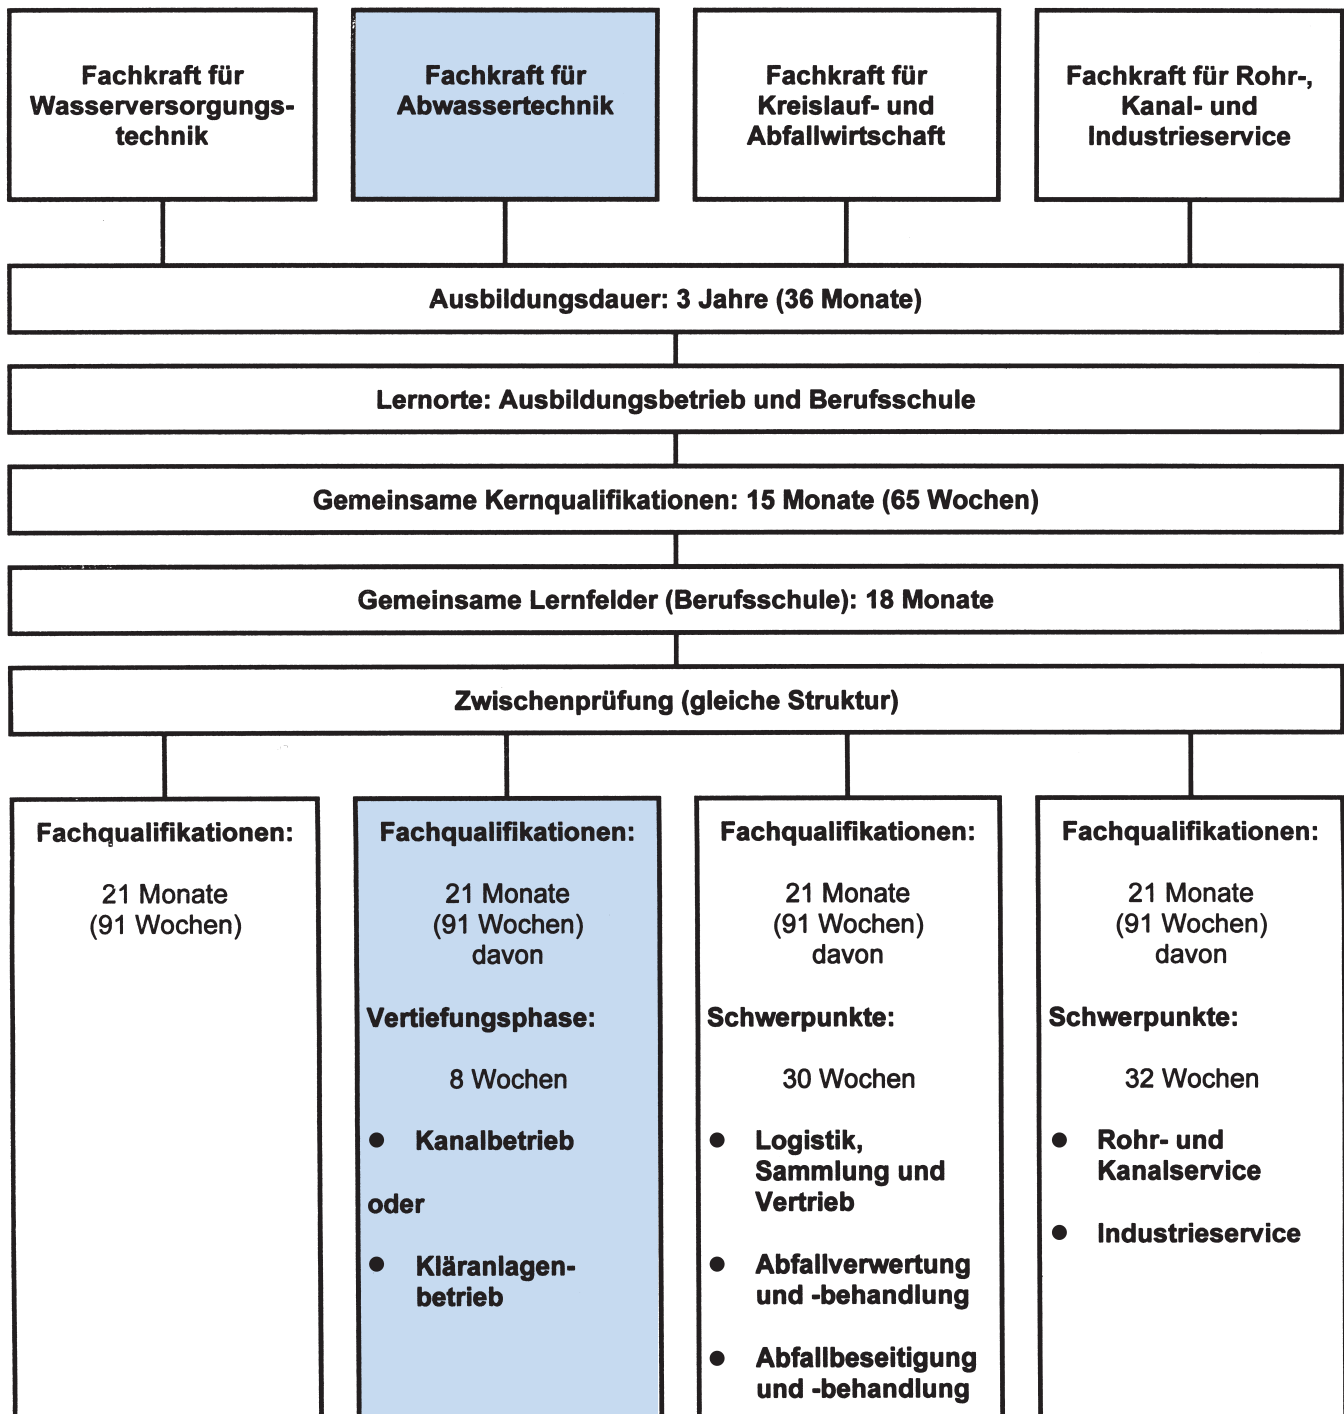 Fachkraft für
Wasserversorgungs-
technik
Fachkraft für
Abwassertechnik
Fachkraft für
Kreislauf- und
Abfallwirtschaft
Fachkraft für Rohr-,
Kanal- und
Industrieservice
Ausbildungsdauer: 3 Jahre (36 Monate)
Lernorte: Ausbildungsbetrieb und Berufsschule
Gemeinsame Kernqualifikationen: 15 Monate (65 Wochen)
Gemeinsame Lernfelder (Berufsschule): 18 Monate
Zwischenprüfung (gleiche Struktur)
Fachqualifikationen:
21 Monate
(91 Wochen)
Fachqualifikationen:
21 Monate
(91 Wochen)
davon
Vertiefungsphase:
8 Wochen
● Kanalbetrieb
oder
● Kläranlagen-
betrieb
Fachqualifikationen:
21 Monate
(91 Wochen)
davon
Schwerpunkte:
30 Wochen
● Logistik,
Sammlung und
Vertrieb
● Abfallverwertung
und -behandlung
● Abfallbeseitigung
und -behandlung
Fachqualifikationen:
21 Monate
(91 Wochen)
davon
Schwerpunkte:
32 Wochen
● Rohr- und
Kanalservice
● Industrieservice